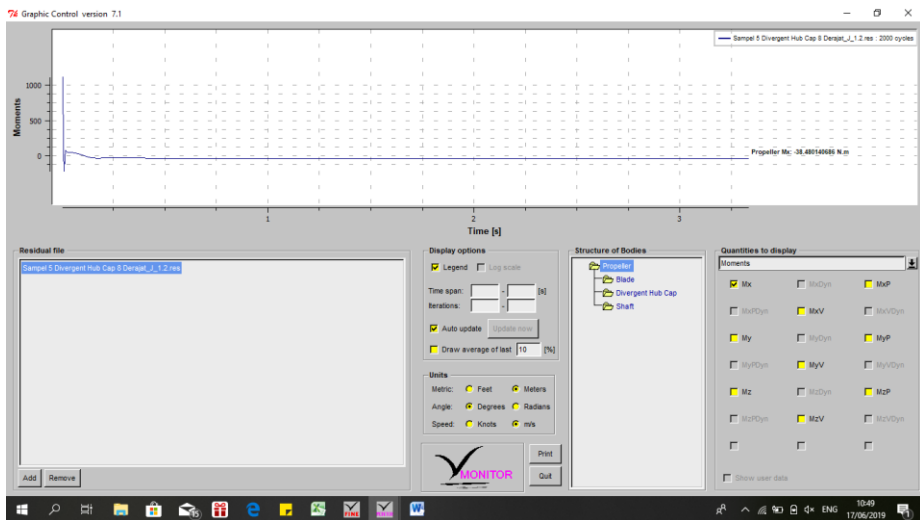 Graphic Control version 7.1
Sampel 5 Divergent Hub Cap 8 Derajat_J_1.2.res : 2000 cycles
1000
500
0
Moments
Propeller Mx: -38.480140686 N.m
1
2
3
Time [s]
Residual file
Sampel 5 Divergent Hub Cap 8 Derajat_J_1.2.res
Add
Remove
Display options
Legend
Log scale
Time span:
-
[s]
Iterations:
-
Auto update
Update now
Draw average of last
10
[%]
Units
Metric:
Feet
Meters
Angle:
Degrees
Radians
Speed:
Knots
m/s
MONITOR
Print
Quit
Structure of Bodies
Propeller
Blade
Divergent Hub Cap
Shaft
Quantities to display
Moments
Mx
MxDyn
MxP
MxPDyn
MxV
MxVDyn
My
MyDyn
MyP
MyPDyn
MyV
MyVDyn
Mz
MzDyn
MzP
MzPDyn
MzV
MzVDyn
Show user data
FINE
ENG
10:49
17/06/2019